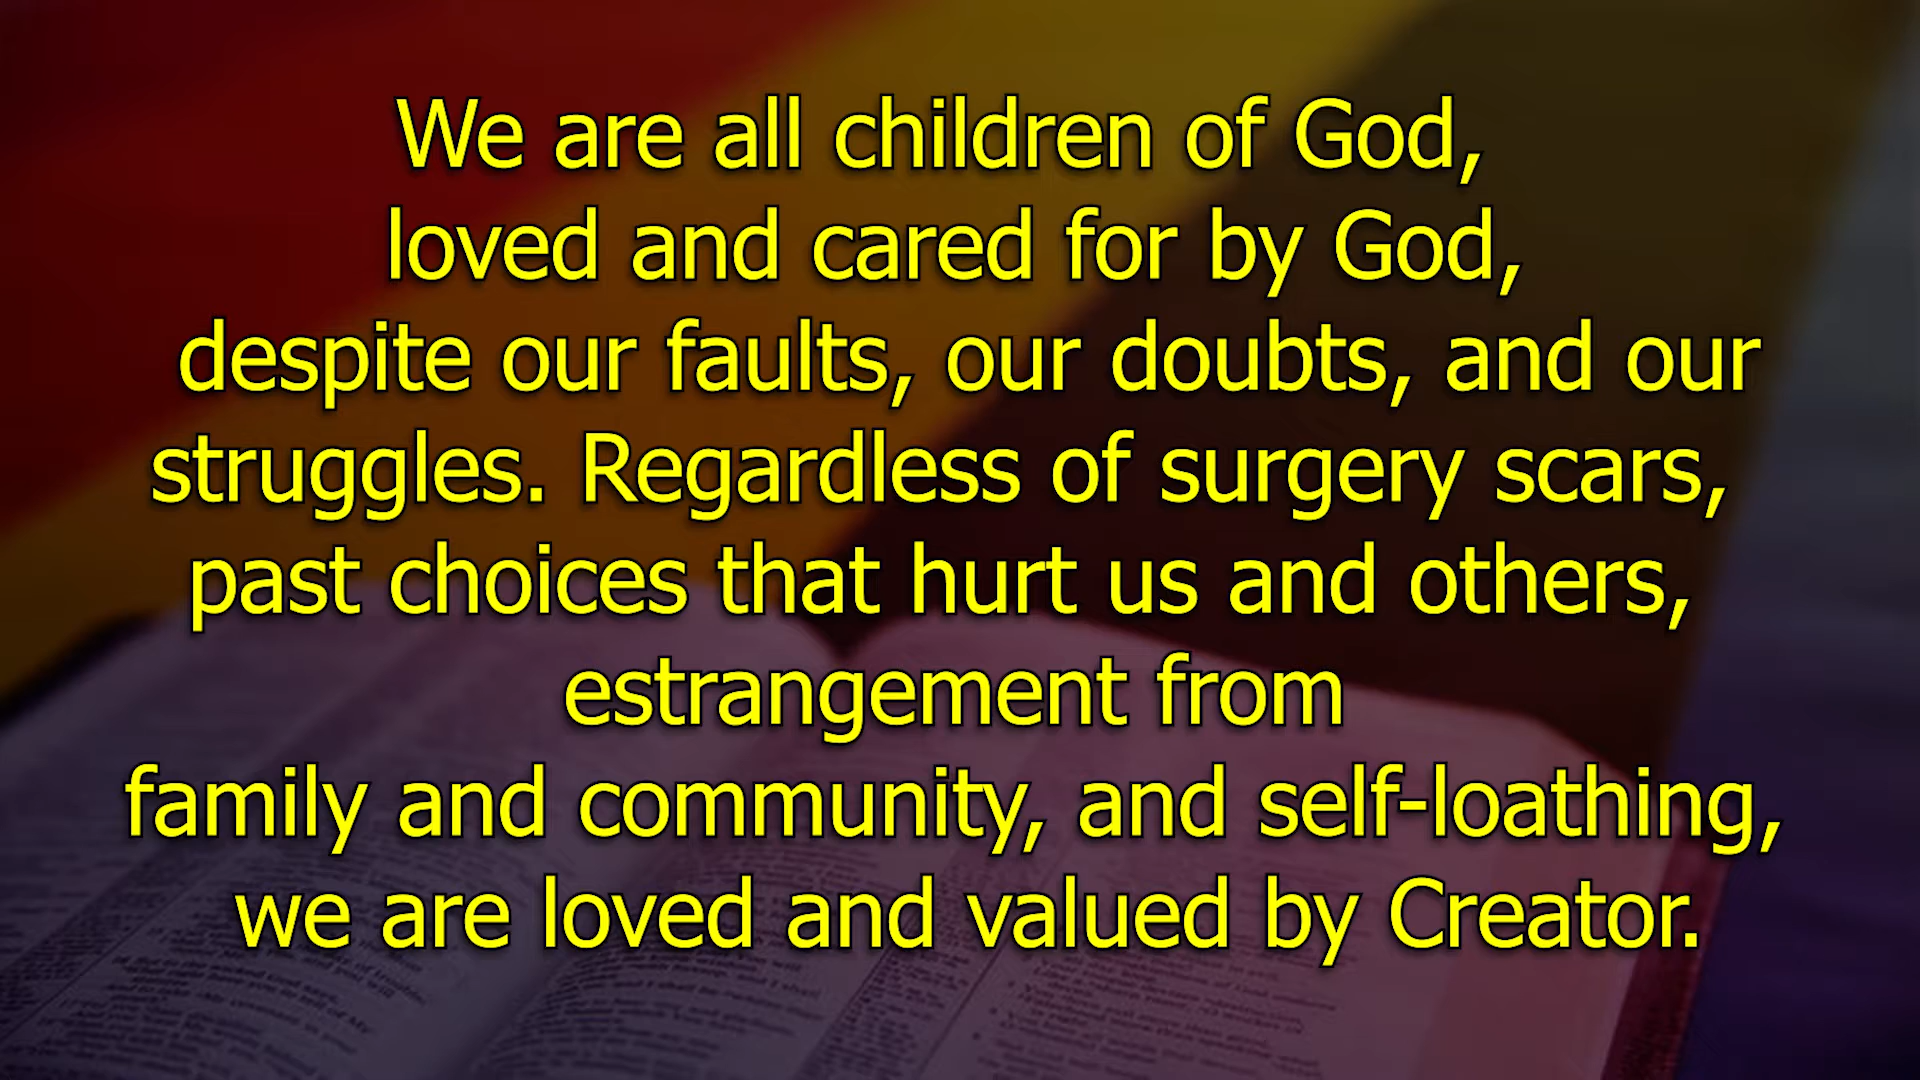 We are all children of God,
loved and cared for by God,
despite our faults, our doubts, and our
struggles. Regardless of surgery scars,
past choices that hurt us and others,
estrangement from
family and community, and self-loathing,
we are loved and valued by Creator.